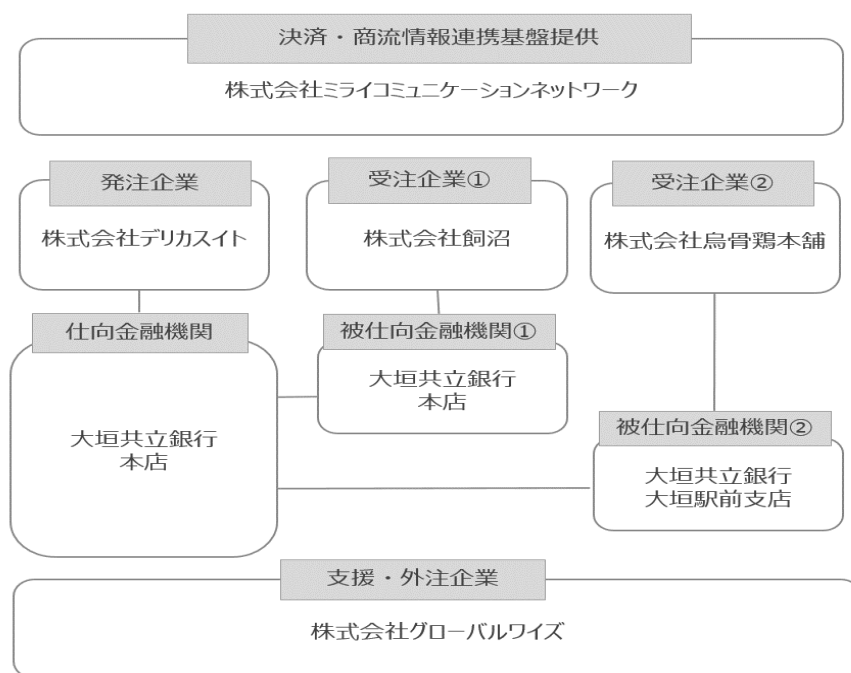 決済・商流情報連携基盤提供
株式会社ミライコミュニケーションネットワーク
発注企業
株式会社デリカスイト
受注企業①
株式会社飼沼
受注企業②
株式会社烏骨鶏本舗
仕向金融機関
大垣共立銀行
本店
被仕向金融機関①
大垣共立銀行
本店
被仕向金融機関②
大垣共立銀行
大垣駅前支店
支援・外注企業
株式会社グローバルワイズ